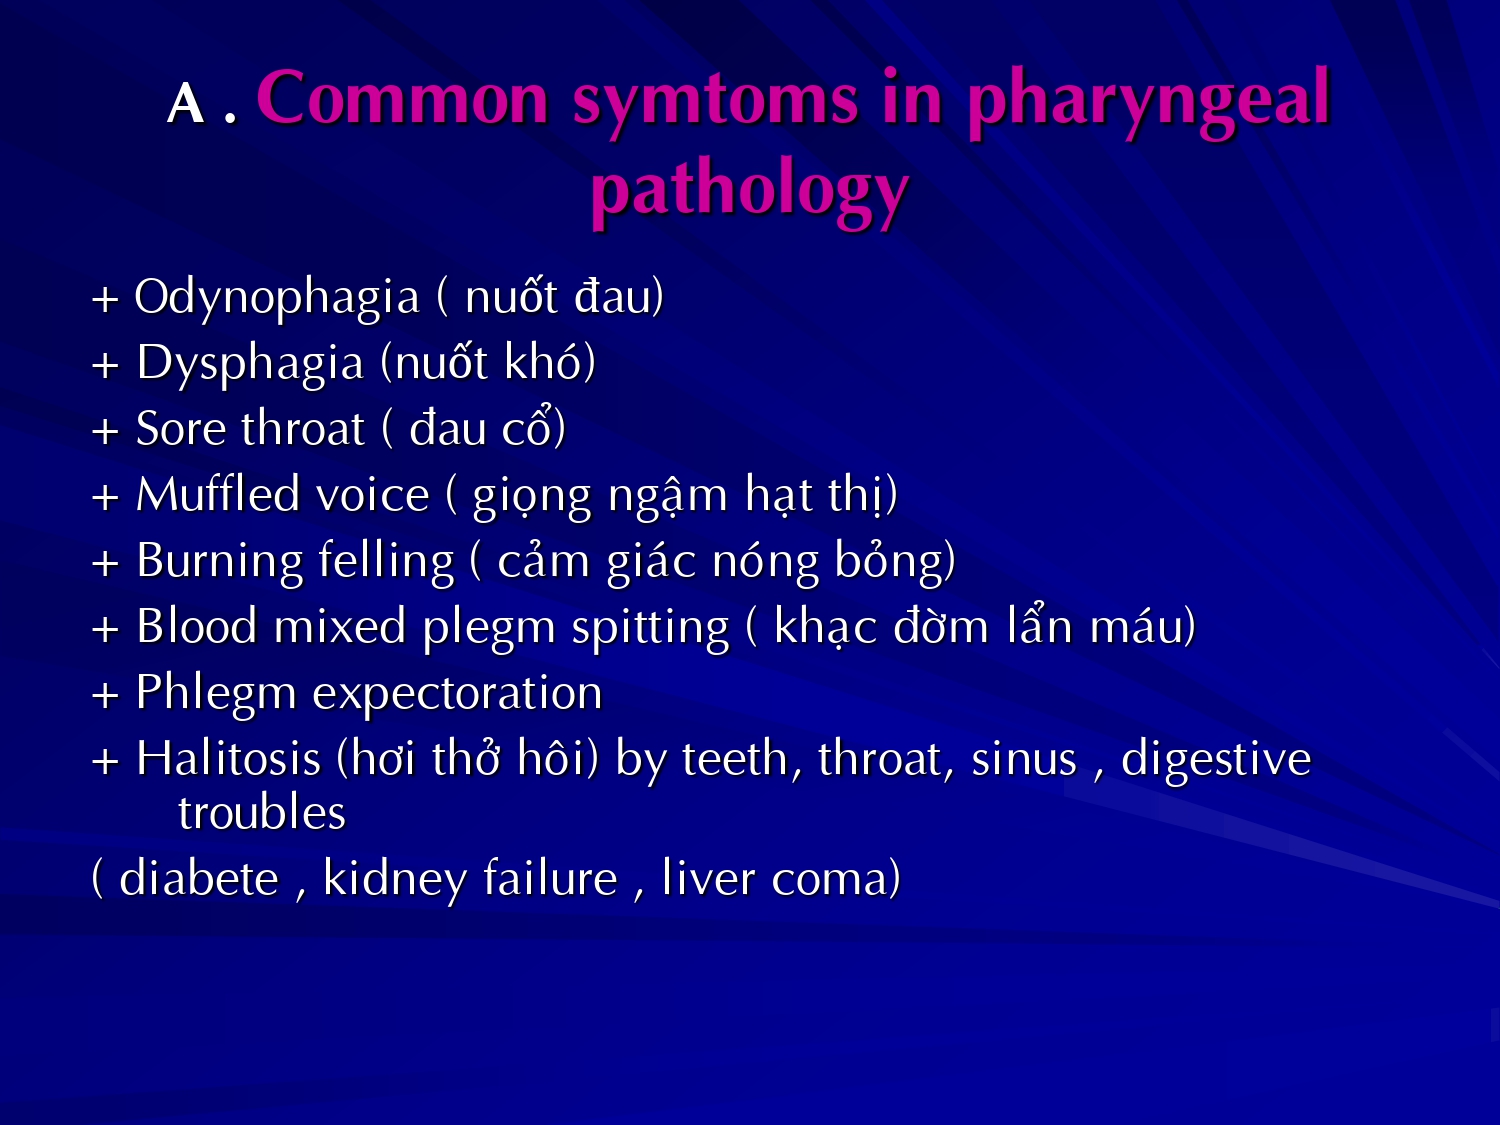 A . Common symtoms in pharyngeal
pathology
+ Odynophagia ( nuốt đau)
+ Dysphagia (nuốt khó)
+ Sore throat ( đau cổ)
+ Muffled voice ( giọng ngậm hạt thị)
+ Burning felling ( cảm giác nóng bỏng)
+ Blood mixed plegm spitting ( khạc đờm lẩn máu)
+ Phlegm expectoration
+ Halitosis (hơi thở hôi) by teeth, throat, sinus , digestive
troubles
( diabete , kidney failure , liver coma)